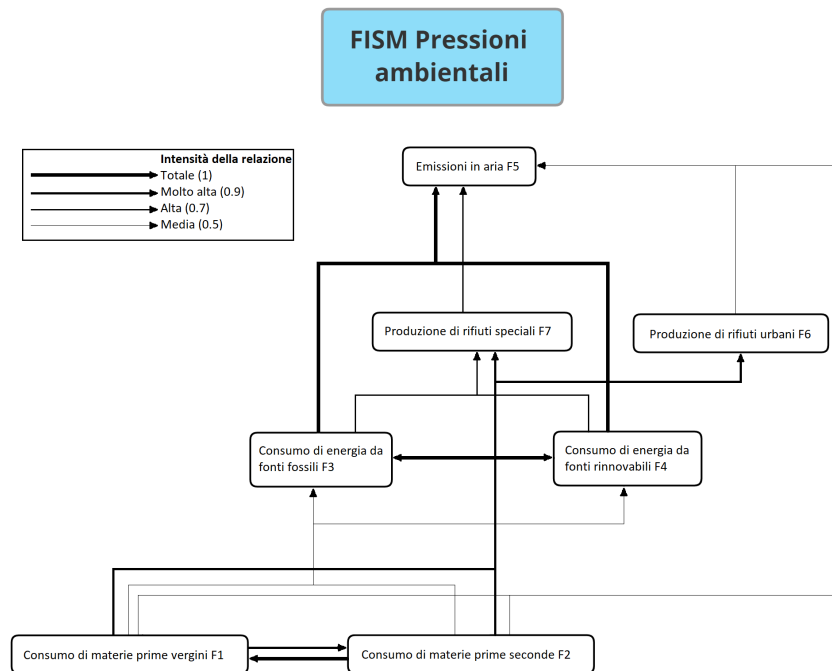 FISM Pressioni
ambientali
Intensità della relazione
Totale (1)
Molto alta (0.9)
Alta (0.7)
Media (0.5)
Emissioni in aria F5
Produzione di rifiuti speciali F7
Produzione di rifiuti urbani F6
Consumo di energia da
fonti fossili F3
Consumo di energia da
fonti rinnovabili F4
Consumo di materie prime vergini F1
Consumo di materie prime seconde F2